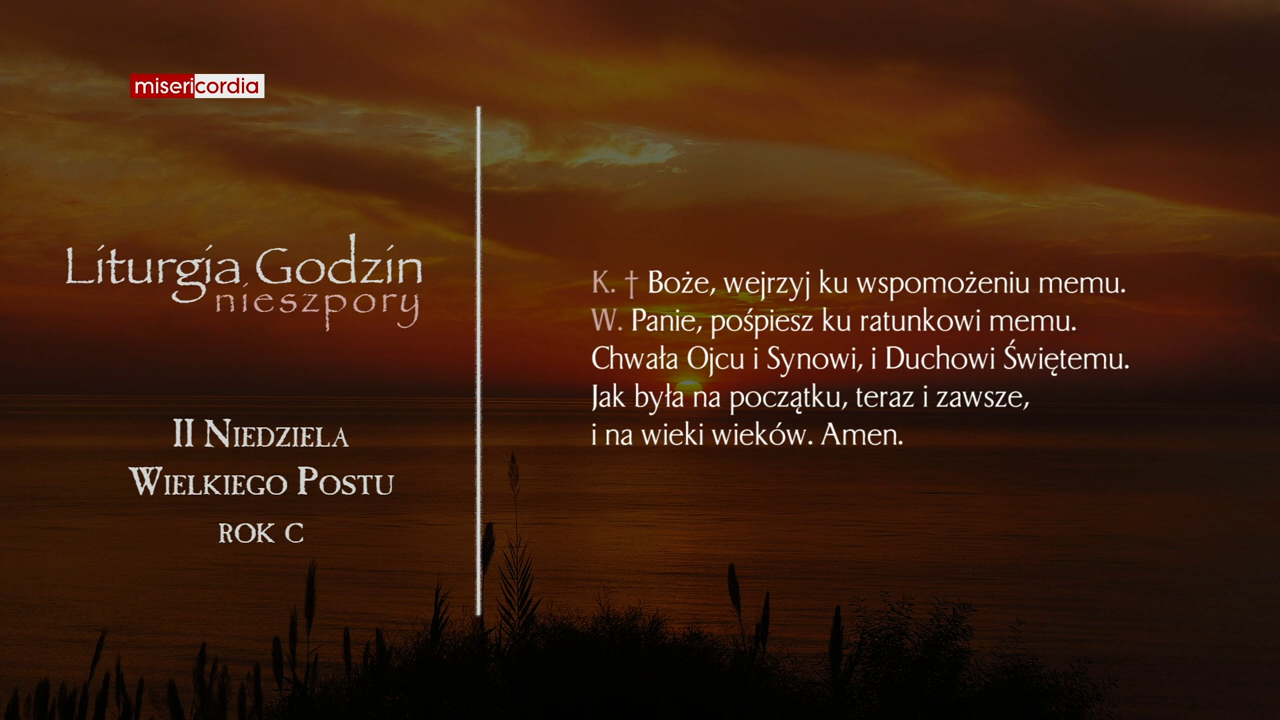 misericordia
Liturgia Godzin
nieszpory
II Niedziela
Wielkiego Postu
rok C
K. † Boże, wejrzyj ku wspomożeniu memu.
W. Panie, pośpiesz ku ratunkowi memu.
Chwała Ojcu i Synowi, i Duchowi Świętemu.
Jak była na początku, teraz i zawsze,
i na wieki wieków. Amen.